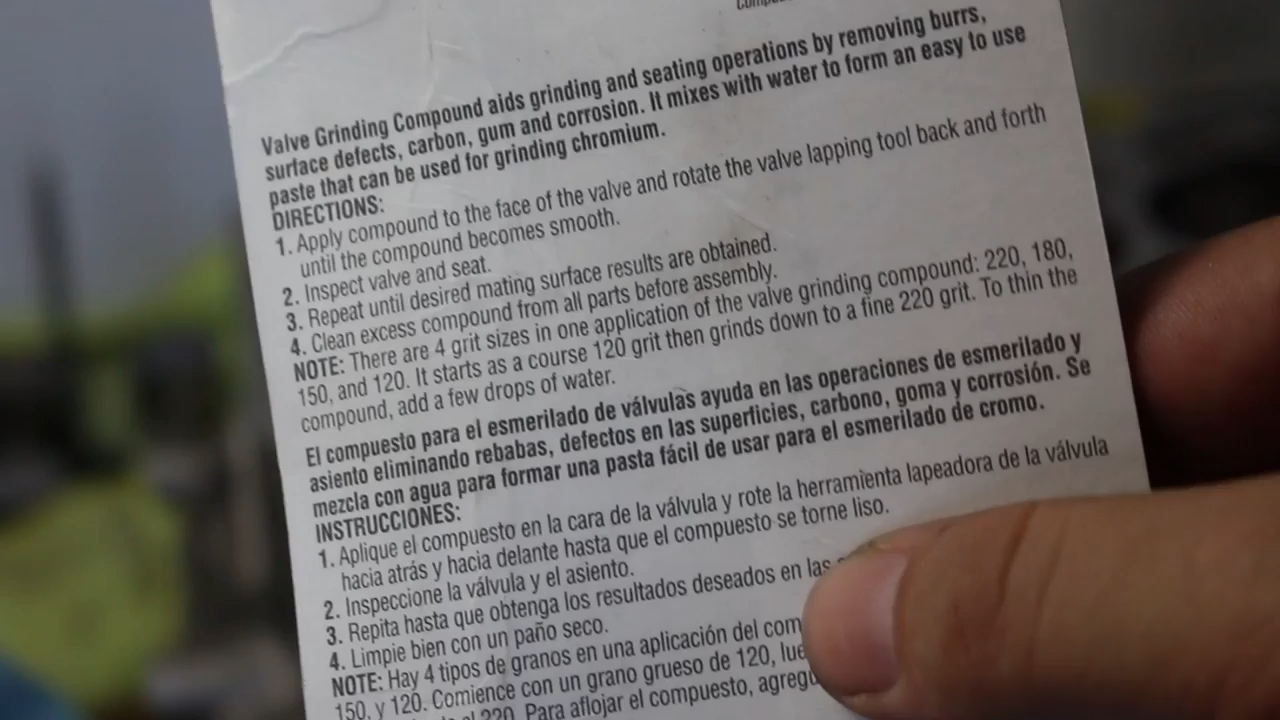 Valve Grinding Compound aids grinding and seating operations by removing burrs,
surface defects, carbon, gum and corrosion. It mixes with water to form an easy to use
paste that can be used for grinding chromium.
DIRECTIONS:
1. Apply compound to the face of the valve and rotate the valve lapping tool back and forth
until the compound becomes smooth.
2. Inspect valve and seat.
3. Repeat until desired mating surface results are obtained.
4. Clean excess compound from all parts before assembly.
NOTE: There are 4 grit sizes in one application of the valve grinding compound: 220, 180,
150, and 120. It starts as a course 120 grit then grinds down to a fine 220 grit. To thin the
compound, add a few drops of water.
El compuesto para el esmerilado de válvulas ayuda en las operaciones de esmerilado y
asiento eliminando rebabas, defectos en las superficies, carbono, goma y corrosión. Se
mezcla con agua para formar una pasta fácil de usar para el esmerilado de cromo.
INSTRUCCIONES:
1. Aplique el compuesto en la cara de la válvula y rote la herramienta lapeadora de la válvula
hacia atrás y hacia delante hasta que el compuesto se torne liso.
2. Inspeccione la válvula y el asiento.
3. Repita hasta que obtenga los resultados deseados en las
4. Limpie bien con un paño seco.
NOTE: Hay 4 tipos de granos en una aplicación del com
150, y 120. Comience con un grano grueso de 120, lue
al 220. Para aflojar el compuesto, agregu